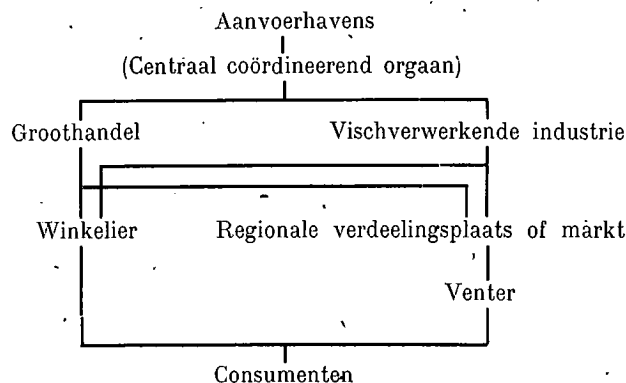 Aanvoerhavens
(Centraal coördineerend orgaan)
Groothandel Vischverwerkende industrie
Winkelier Regionale verdeelingsplaats of markt
Venter
Consumenten